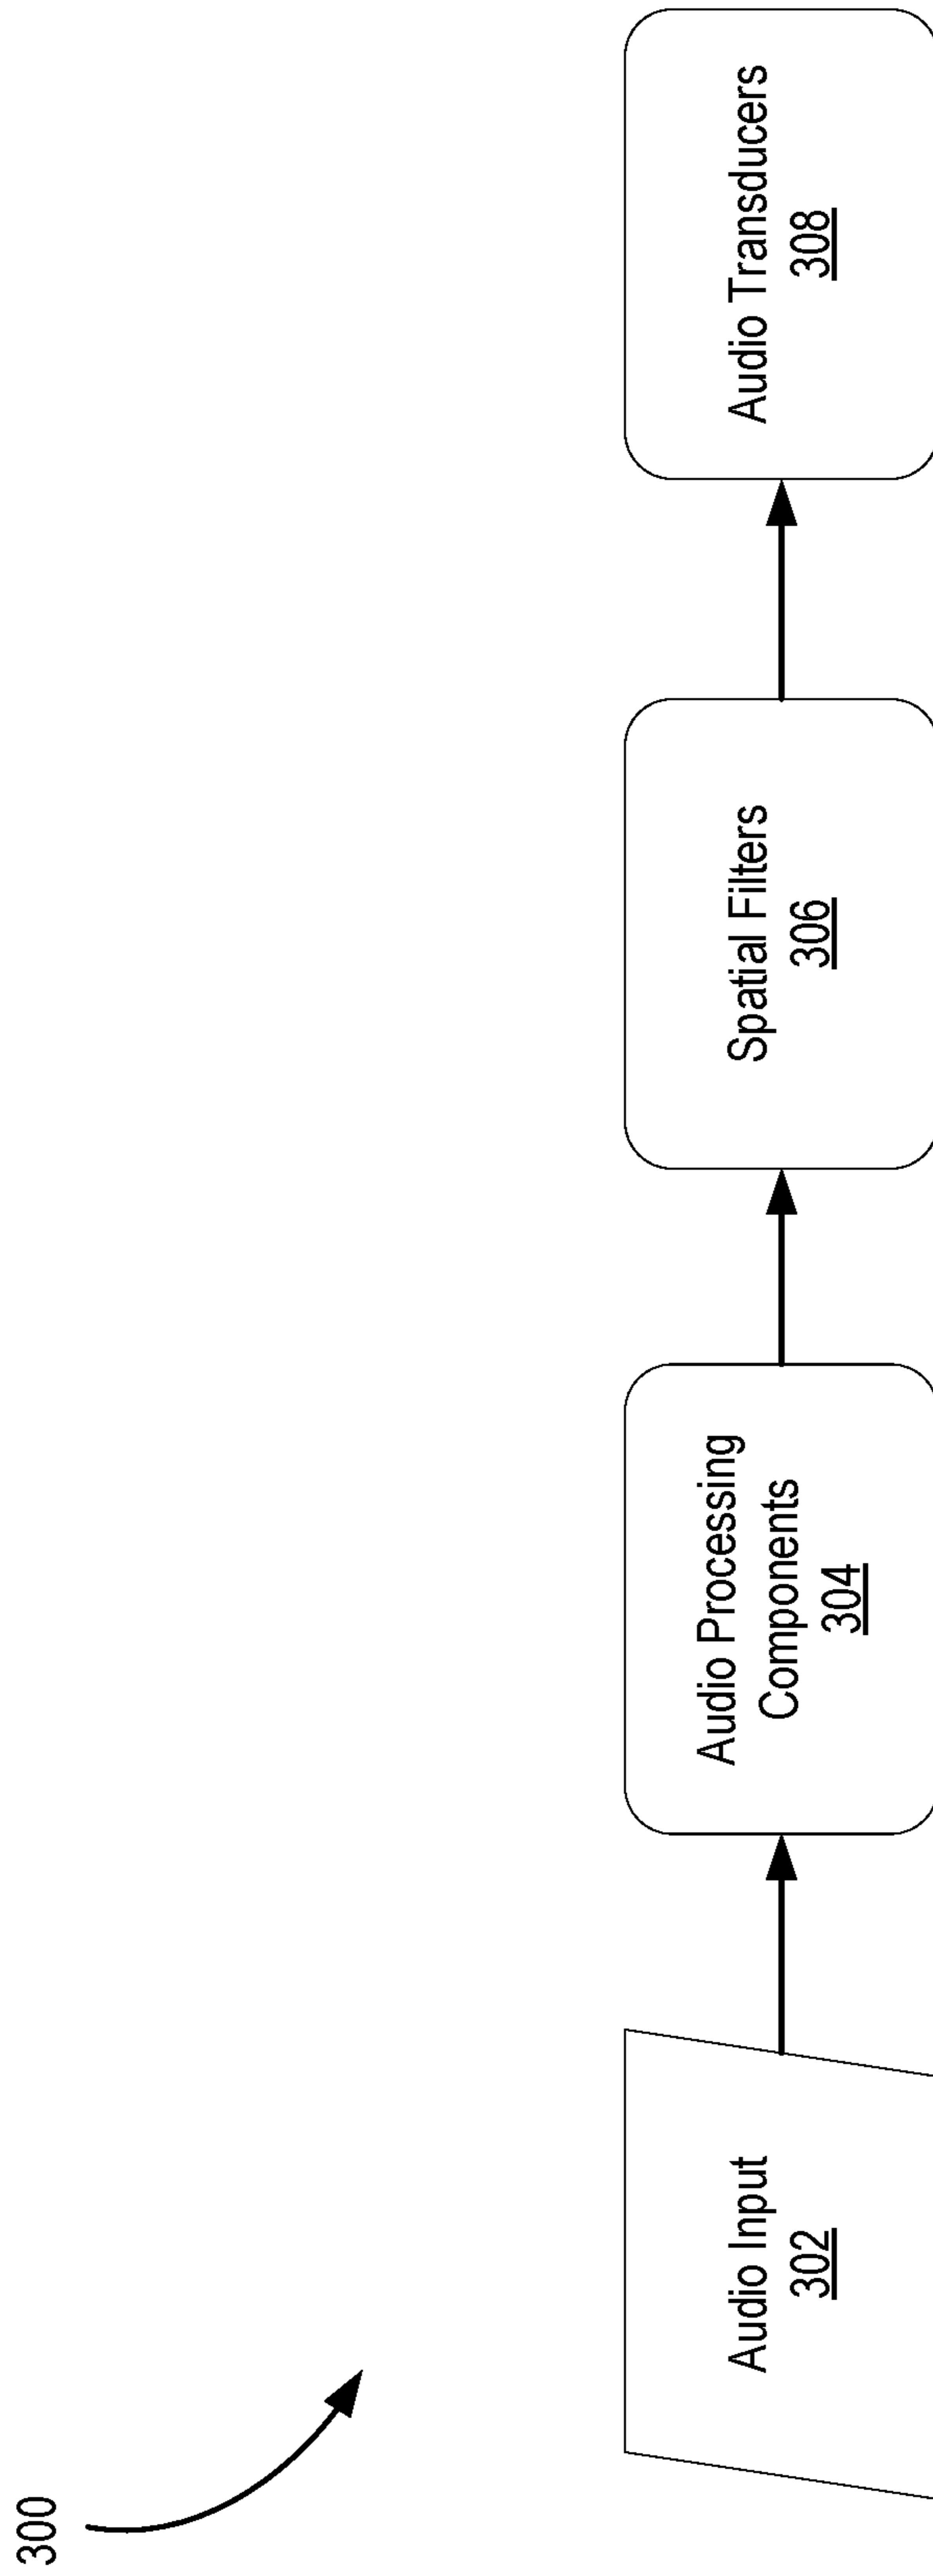 300
Audio Input
302
Audio Processing
Components
304
Spatial Filters
306
Audio Transducers
308